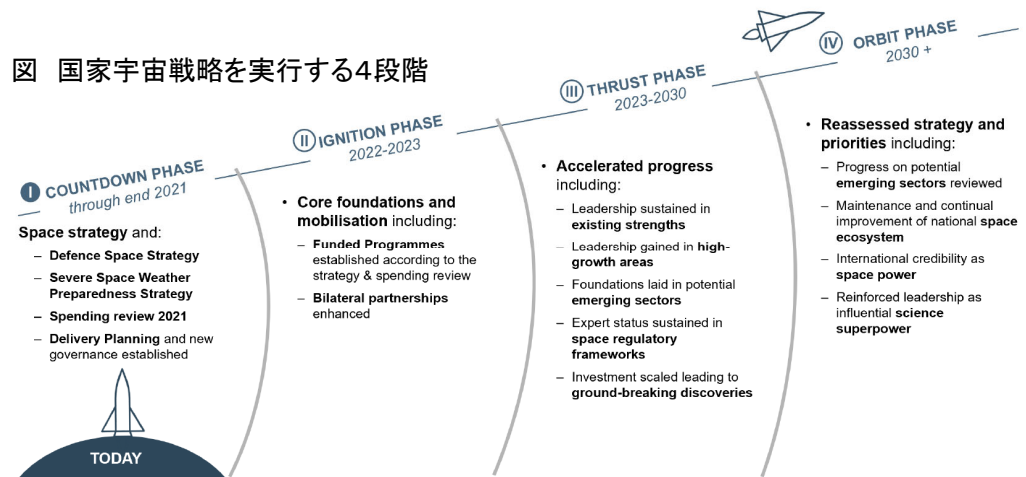 図　国家宇宙戦略を実行する４段階
I COUNTDOWN PHASE
through end 2021
Space strategy and:
– Defence Space Strategy
– Severe Space Weather
Preparedness Strategy
– Spending review 2021
– Delivery Planning and new
governance established
TODAY
II IGNITION PHASE
2022-2023
• Core foundations and
mobilisation including:
– Funded Programmes
established according to the
strategy & spending review
– Bilateral partnerships
enhanced
III THRUST PHASE
2023-2030
• Accelerated progress
including:
– Leadership sustained in
existing strengths
– Leadership gained in high-
growth areas
– Foundations laid in potential
emerging sectors
– Expert status sustained in
space regulatory
frameworks
– Investment scaled leading to
ground-breaking discoveries
IV ORBIT PHASE
2030 +
• Reassessed strategy and
priorities including:
– Progress on potential
emerging sectors reviewed
– Maintenance and continual
improvement of national space
ecosystem
– International credibility as
space power
– Reinforced leadership as
influential science
superpower